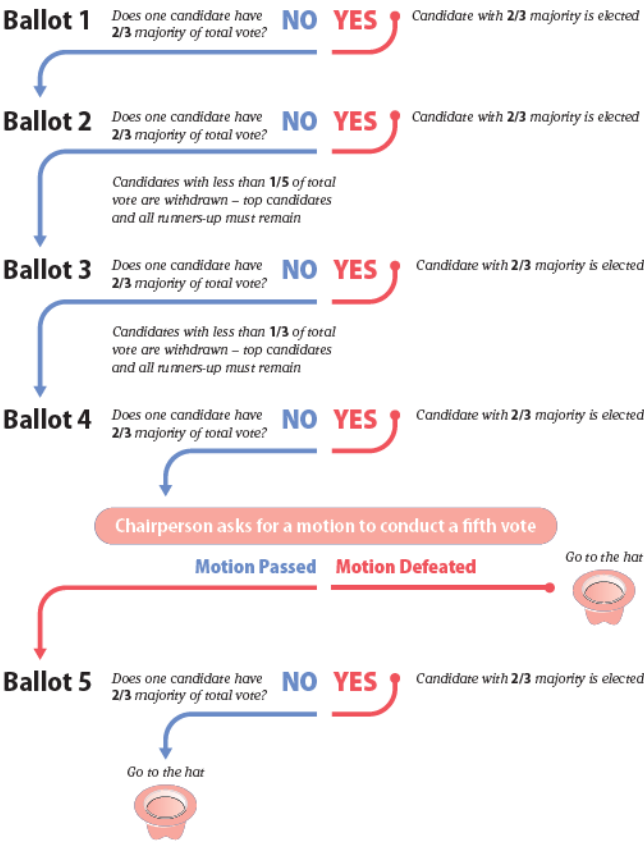 Ballot 1
Does one candidate have
2/3 majority of total vote?
NO YES
Candidate with 2/3 majority is elected
Ballot 2
Does one candidate have
2/3 majority of total vote?
NO YES
Candidate with 2/3 majority is elected
Candidates with less than 1/5 of total
vote are withdrawn – top candidates
and all runners-up must remain
Ballot 3
Does one candidate have
2/3 majority of total vote?
NO YES
Candidate with 2/3 majority is elected
Candidates with less than 1/3 of total
vote are withdrawn – top candidates
and all runners-up must remain
Ballot 4
Does one candidate have
2/3 majority of total vote?
NO YES
Candidate with 2/3 majority is elected
Chairperson asks for a motion to conduct a fifth vote
Motion Passed Motion Defeated
Go to the hat
Ballot 5
Does one candidate have
2/3 majority of total vote?
NO YES
Candidate with 2/3 majority is elected
Go to the hat